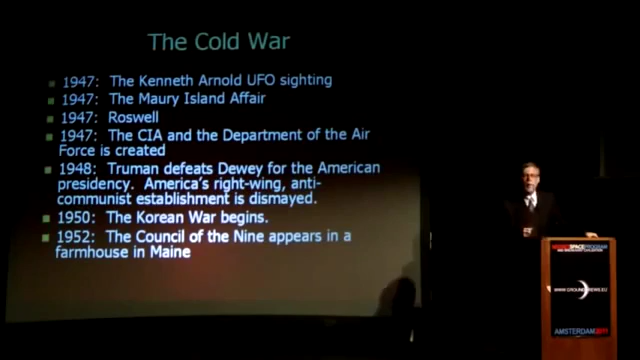 The Cold War
1947: The Kenneth Arnold UFO sighting
1947: The Maury Island Affair
1947: Roswell
1947: The CIA and the Department of the Air
Force is created
1948: Truman defeats Dewey for the American
presidency. America's right-wing, anti-
communist establishment is dismayed.
1950: The Korean War begins.
1952: The Council of the Nine appears in a
farmhouse in Maine
SPACE PROGRAM
AMSTERDAM 2011